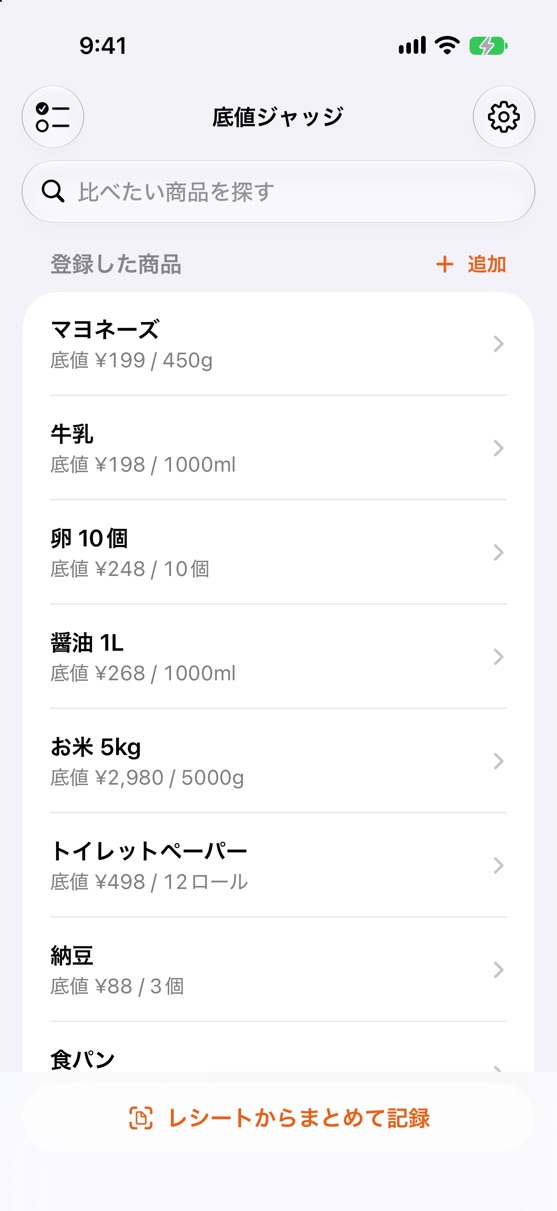 9:41
底値ジャッジ
比べたい商品を探す
登録した商品
+ 追加
マヨネーズ
底値 ¥199 / 450g
牛乳
底値 ¥198 / 1000ml
卵 10個
底値 ¥248 / 10個
醤油 1L
底値 ¥268 / 1000ml
お米 5kg
底値 ¥2,980 / 5000g
トイレットペーパー
底値 ¥498 / 12ロール
納豆
底値 ¥88 / 3個
食パン
レシートからまとめて記録